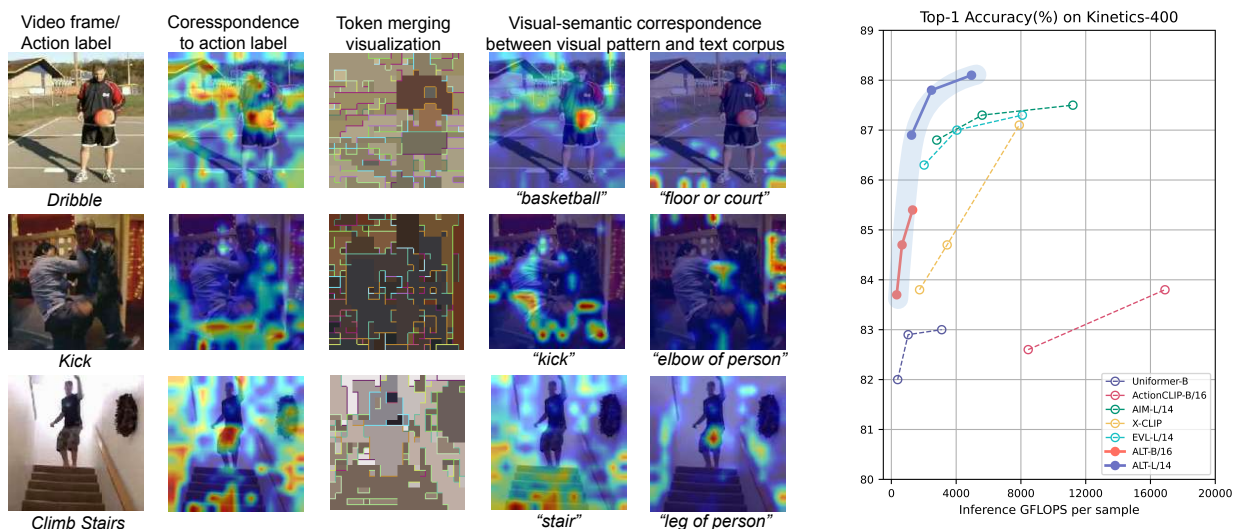 Video frame/
Action label
Coresspondence
to action label
Token merging
visualization
Visual-semantic correspondence
between visual pattern and text corpus
Dribble
“basketball”
“floor or court”
Kick
“kick”
“elbow of person”
Climb Stairs
“stair”
“leg of person”
Top-1 Accuracy(%) on Kinetics-400
89
88
87
86
85
84
83
82
81
80
Uniformer-B
ActionCLIP-B/16
AIM-L/14
X-CLIP
EVL-L/14
ALT-B/16
ALT-L/14
0 4000 8000 12000 16000 20000
Inference GFLOPS per sample